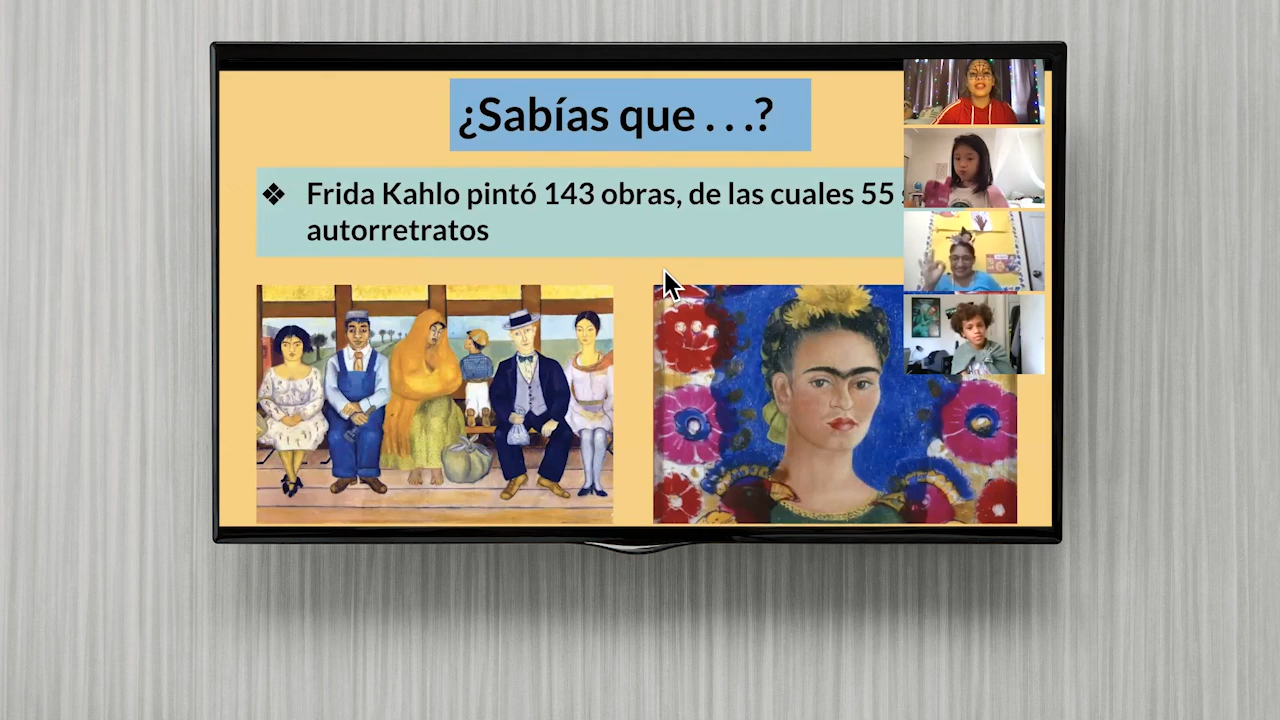 ¿Sabías que . . .?
❖ Frida Kahlo pintó 143 obras, de las cuales 55
autorretratos